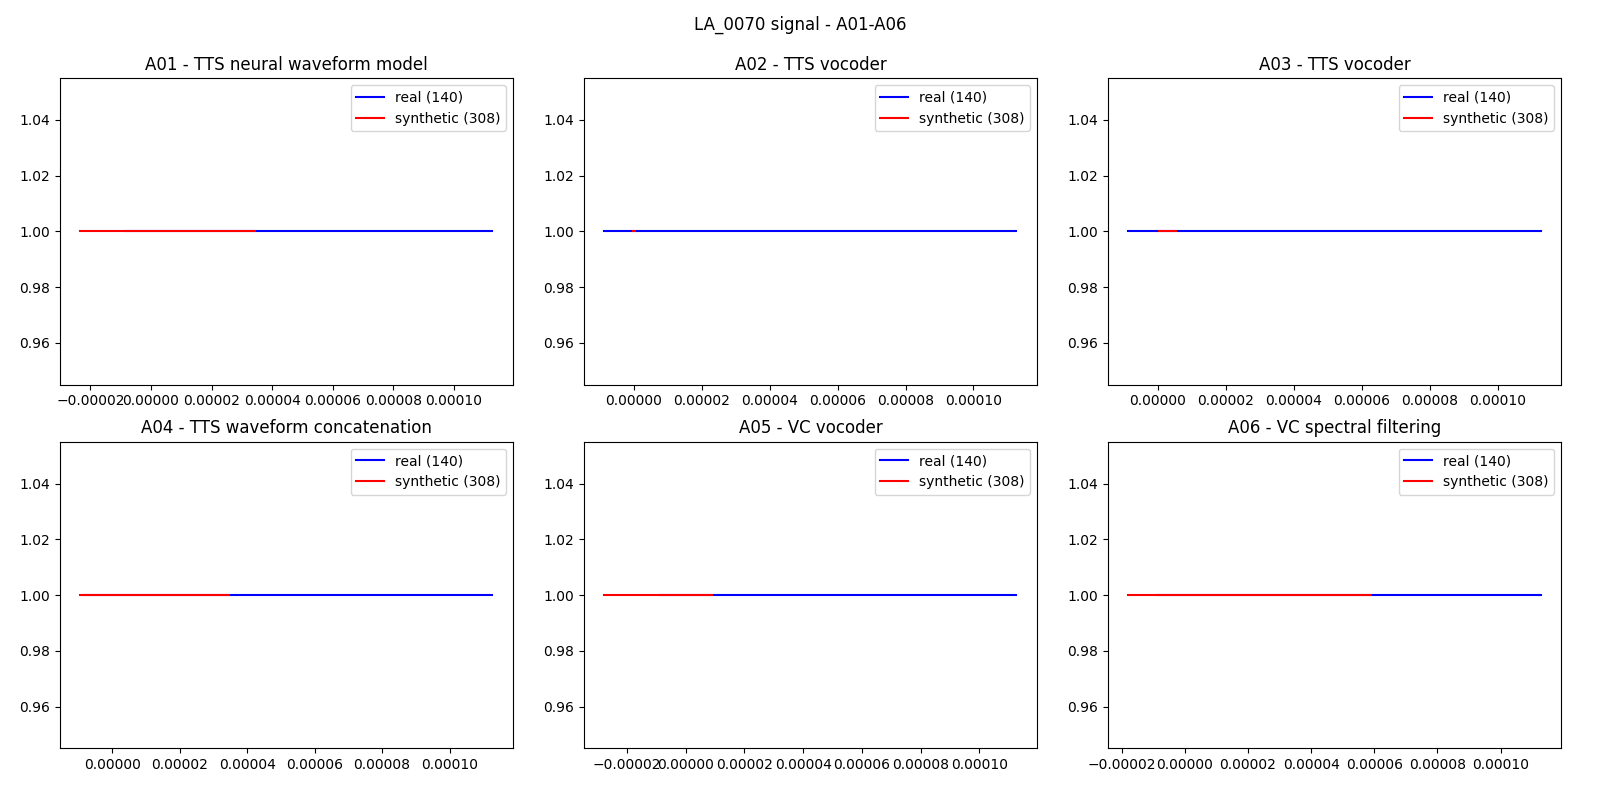 LA_0070 signal - A01-A06
A01 - TTS neural waveform model
real (140)
synthetic (308)
1.04
1.02
1.00
0.98
0.96
−0.00002 0.00000 0.00002 0.00004 0.00006 0.00008 0.00010
A02 - TTS vocoder
real (140)
synthetic (308)
1.04
1.02
1.00
0.98
0.96
0.00000 0.00002 0.00004 0.00006 0.00008 0.00010
A03 - TTS vocoder
real (140)
synthetic (308)
1.04
1.02
1.00
0.98
0.96
0.00000 0.00002 0.00004 0.00006 0.00008 0.00010
A04 - TTS waveform concatenation
real (140)
synthetic (308)
1.04
1.02
1.00
0.98
0.96
0.00000 0.00002 0.00004 0.00006 0.00008 0.00010
A05 - VC vocoder
real (140)
synthetic (308)
1.04
1.02
1.00
0.98
0.96
−0.00002 0.00000 0.00002 0.00004 0.00006 0.00008 0.00010
A06 - VC spectral filtering
real (140)
synthetic (308)
1.04
1.02
1.00
0.98
0.96
−0.00002 0.00000 0.00002 0.00004 0.00006 0.00008 0.00010